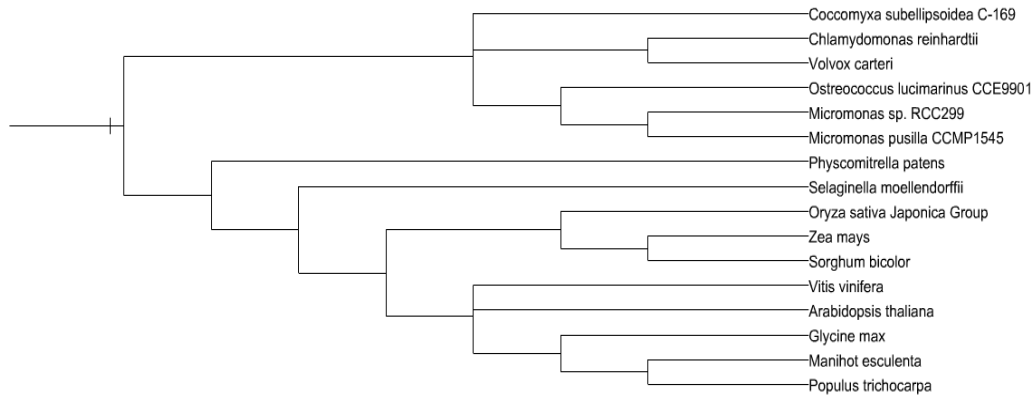 Coccomyxa subellipsoidea C-169
Chlamydomonas reinhardtii
Volvox carteri
Ostreococcus lucimarinus CCE9901
Micromonas sp. RCC299
Micromonas pusilla CCMP1545
Physcomitrella patens
Selaginella moellendorffii
Oryza sativa Japonica Group
Zea mays
Sorghum bicolor
Vitis vinifera
Arabidopsis thaliana
Glycine max
Manihot esculenta
Populus trichocarpa